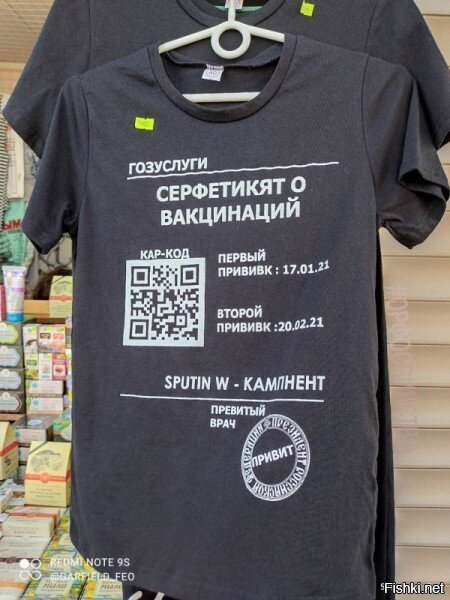 ГОЗУСЛУГИ
СЕРФЕТИКЯТ О
ВАКЦИНАЦИЙ
КАР-КОД
ПЕРВЫЙ
ПРИВИВК : 17.01.21
ВТОРОЙ
ПРИВИВК :20.02.21
SPUTIN W - КАМПНЕНТ
ПРЕВИТЫЙ
ВРАЧ
ПРИВИТ
ПРЕЗИДЕНТ
REDMI NOTE 9S
@GARFIELD_FEO
Fishki.net